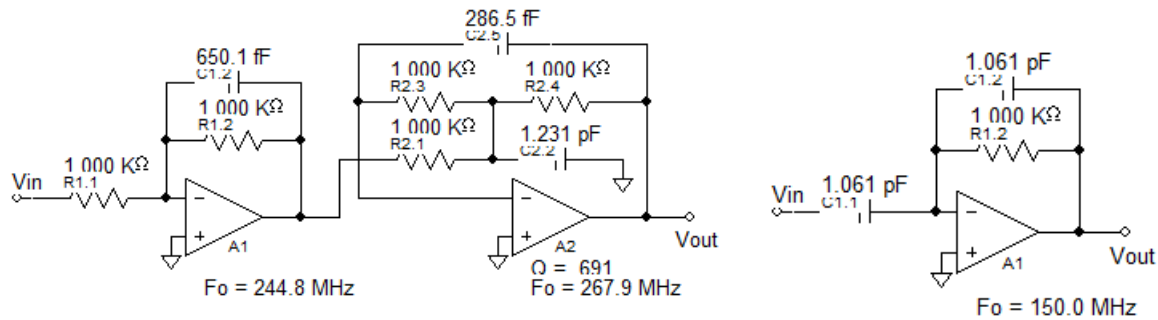 286.5 fF
C2.5
650.1 fF
C1.2
1.000 KΩ
R2.3
1.000 KΩ
R2.4
1.061 pF
C1.2
1.000 KΩ
R1.2
1.000 KΩ
R2.1
1.231 pF
C2.2
1.000 KΩ
R1.2
1.000 KΩ
R1.1
Vin
1.061 pF
C1.1
Vin
−
+
A1
−
+
A2
Vout
−
+
A1
Vout
Q = .691
Fo = 244.8 MHz
Fo = 267.9 MHz
Fo = 150.0 MHz